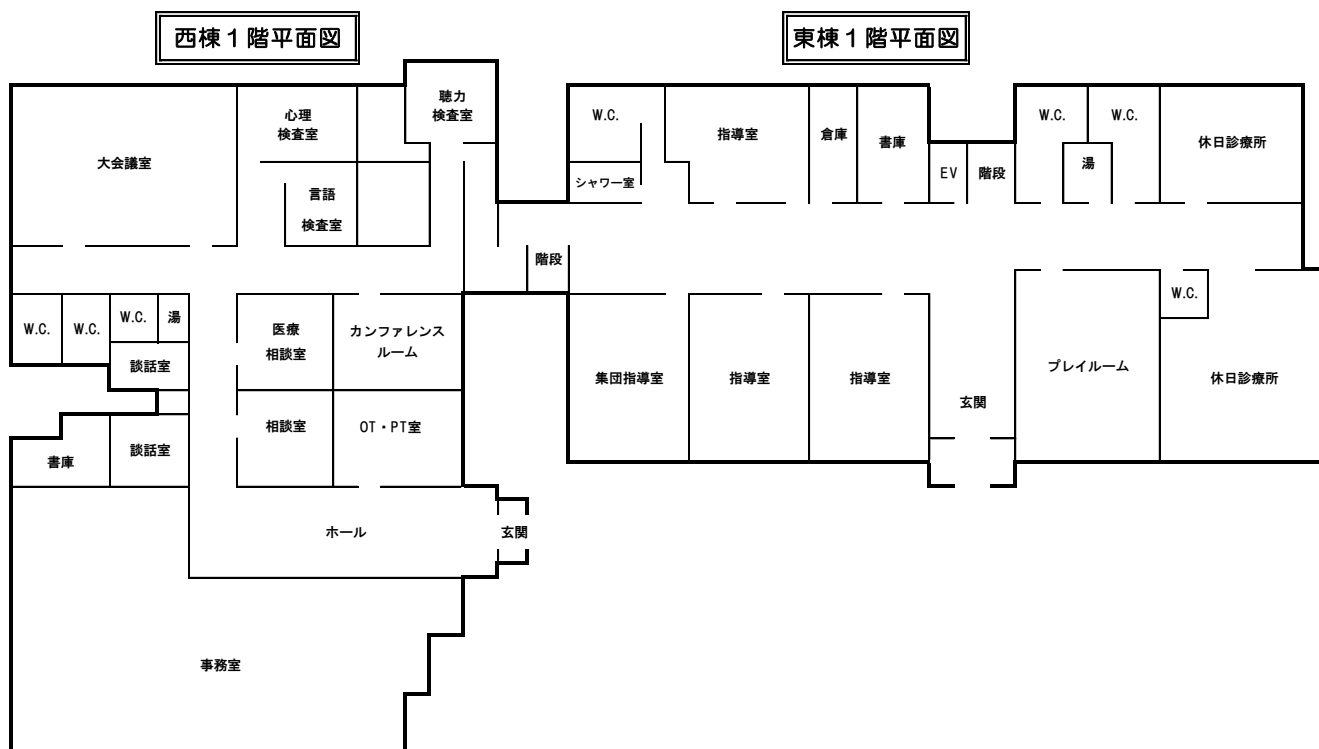 西棟１階平面図
東棟１階平面図
大会議室
心理
検査室
聴力
検査室
言語
検査室
W.C.
W.C.
W.C.
湯
談話室
医療
相談室
カンファレンス
ルーム
相談室
OT・PT室
書庫
談話室
ホール
玄関
事務室
W.C.
シャワー室
指導室
倉庫
書庫
EV
階段
W.C.
W.C.
湯
休日診療所
階段
集団指導室
指導室
指導室
玄関
プレイルーム
W.C.
休日診療所